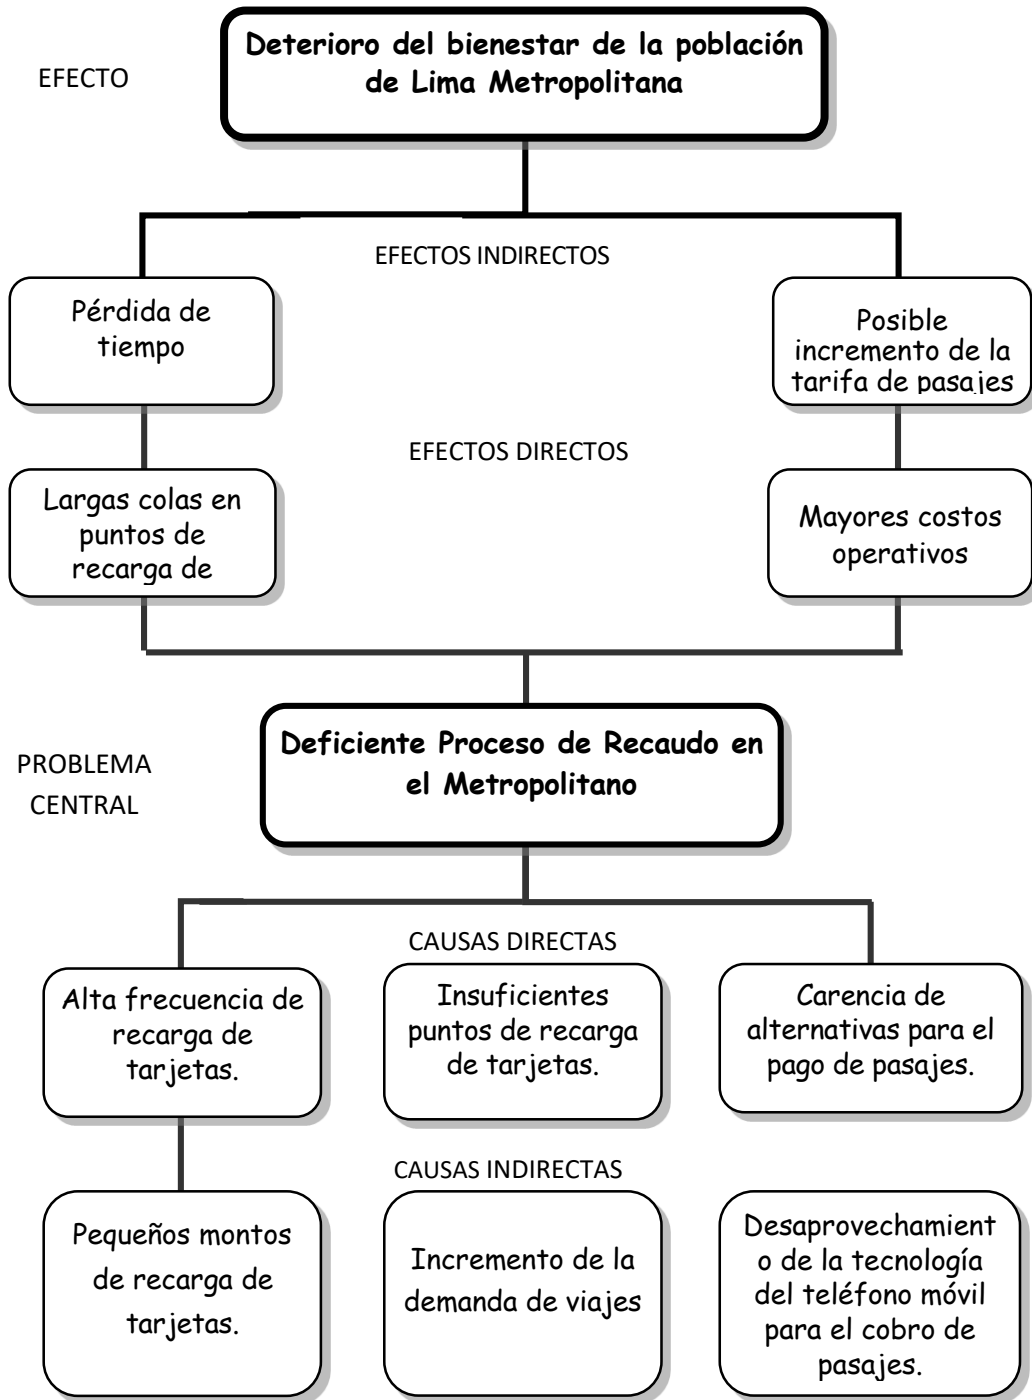 Deterioro del bienestar de la población
de Lima Metropolitana
EFECTO
EFECTOS INDIRECTOS
Pérdida de
tiempo
Posible
incremento de la
tarifa de pasajes
EFECTOS DIRECTOS
Largas colas en
puntos de
recarga de
Mayores costos
operativos
PROBLEMA
CENTRAL
Deficiente Proceso de Recaudo en
el Metropolitano
CAUSAS DIRECTAS
Alta frecuencia de
recarga de
tarjetas.
Insuficientes
puntos de recarga
de tarjetas.
Carencia de
alternativas para el
pago de pasajes.
CAUSAS INDIRECTAS
Pequeños montos
de recarga de
tarjetas.
Incremento de la
demanda de viajes
Desaprovechamient
o de la tecnología
del teléfono móvil
para el cobro de
pasajes.